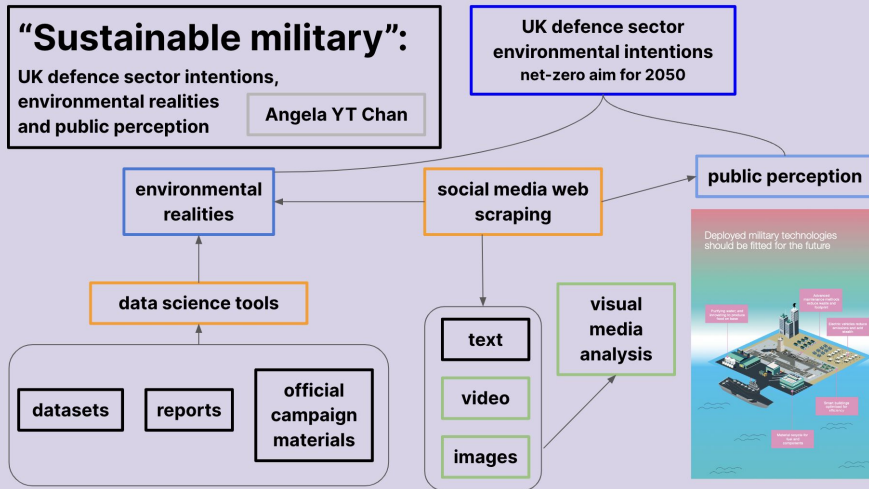 “Sustainable military”:
UK defence sector intentions,
environmental realities
and public perception
Angela YT Chan
UK defence sector
environmental intentions
net-zero aim for 2050
environmental
realities
social media web
scraping
public perception
data science tools
datasets
reports
official
campaign
materials
text
video
images
visual
media
analysis
Deployed military technologies
should be fitted for the future